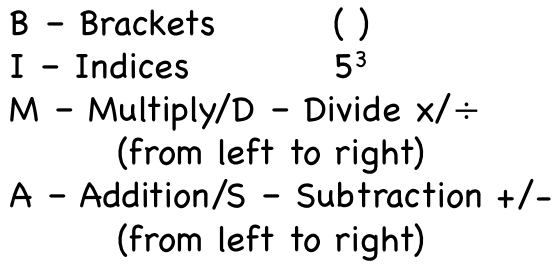 B – Brackets ( )
I – Indices 5³
M – Multiply/D – Divide x/÷
(from left to right)
A – Addition/S – Subtraction +/-
(from left to right)